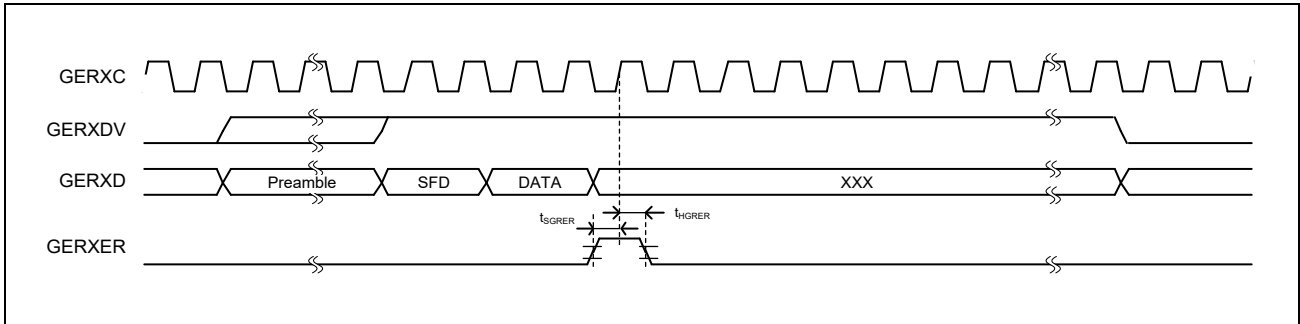 GERXC
GERXDV
GERXD Preamble SFD DATA XXX
tSGRER tHGRER
GERXER